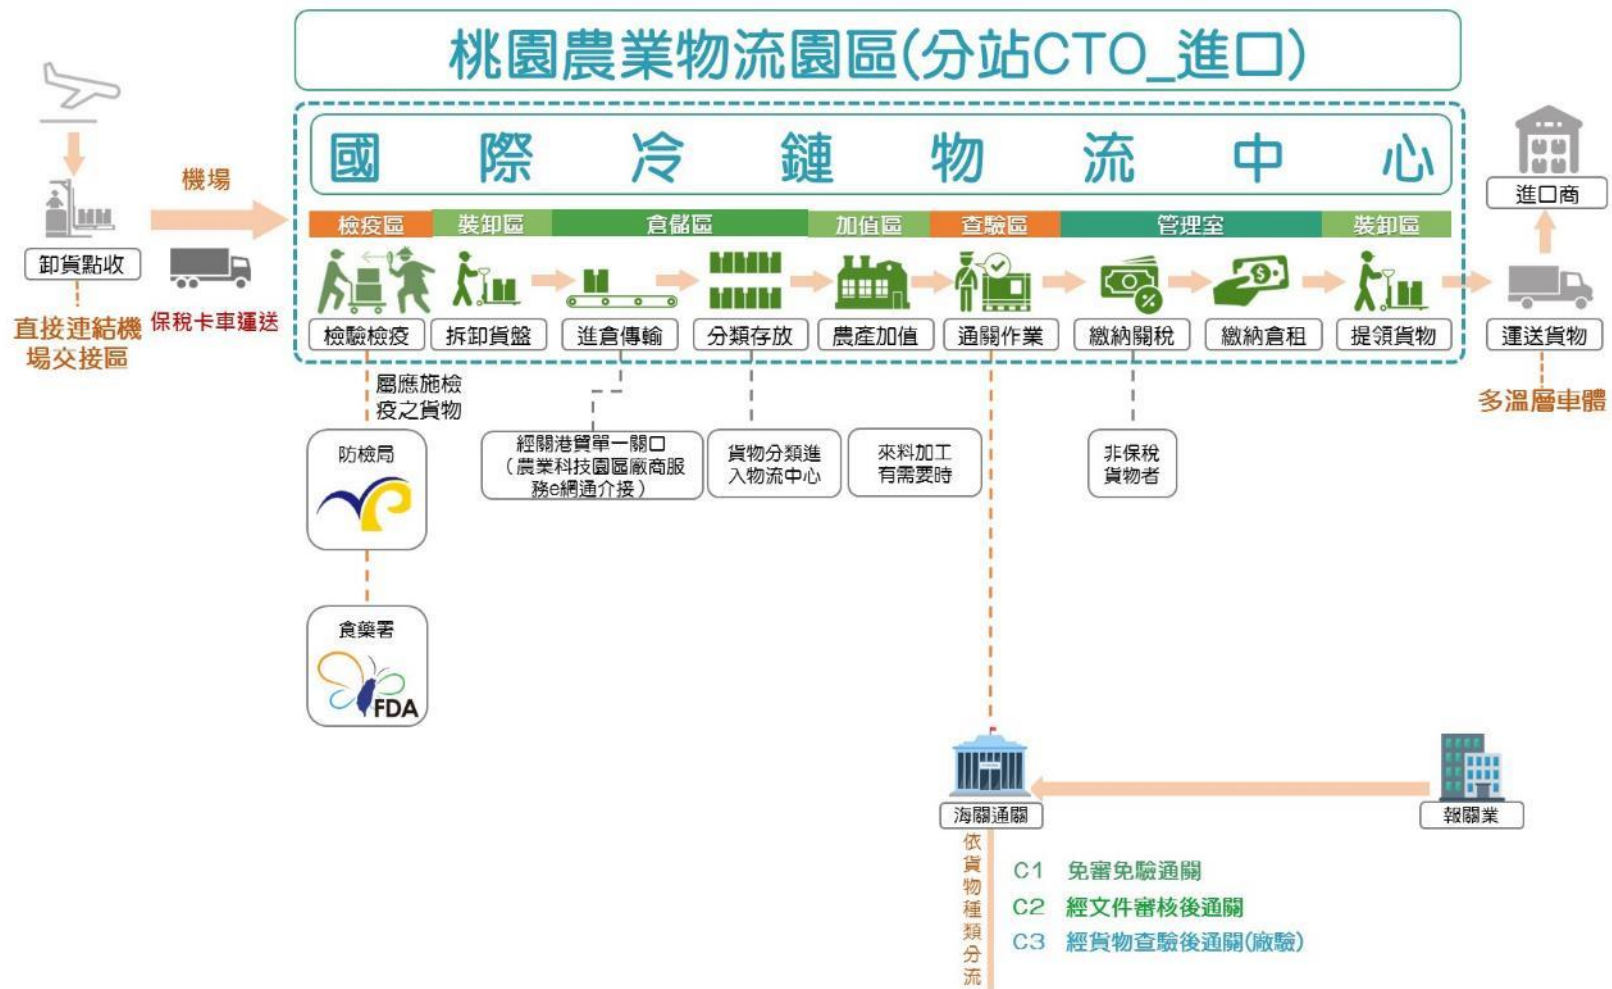 桃園農業物流園區(分站CTO_進口)
國際冷鏈物流中心
機場
保稅卡車運送
卸貨點收
直接連結機
場交接區
檢疫區
裝卸區
倉儲區
加值區
查驗區
管理室
裝卸區
檢驗檢疫
拆卸貨盤
進倉傳輸
分類存放
農產加值
通關作業
繳納關稅
繳納倉租
提領貨物
進口商
運送貨物
多溫層車體
屬應施檢
疫之貨物
防檢局
食藥署
FDA
經關港貿單一關口
（農業科技園區廠商服
務e網通介接）
貨物分類進
入物流中心
來料加工
有需要時
非保稅
貨物者
海關通關
報關業
依貨物種類分流
C1 免審免驗通關
C2 經文件審核後通關
C3 經貨物查驗後通關(廠驗)